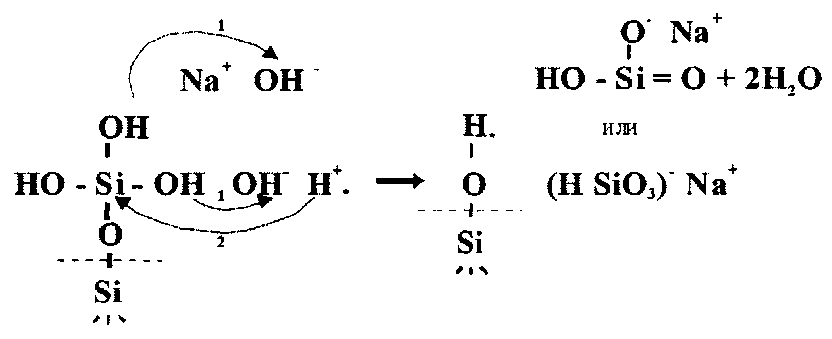 1
Na⁺ OH⁻
OH
HO - Si - OH 1 OH⁻ H⁺. → 
O
2
Si
H.
O
Si
O⁻ Na⁺
HO - Si = O + 2H₂O
или
(H SiO₃)⁻ Na⁺